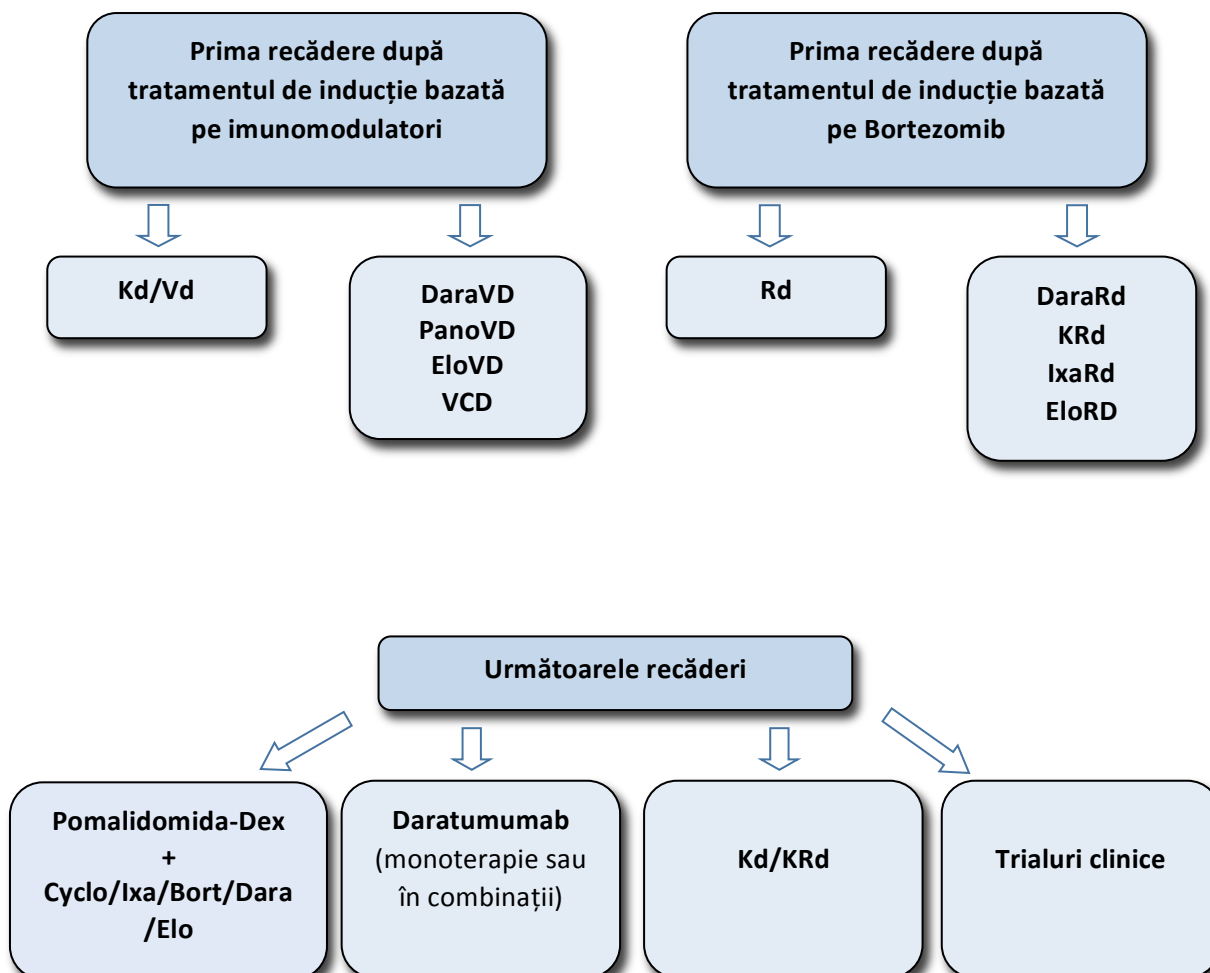 Prima recădere după
tratamentul de inducție bazată
pe imunomodulatori
Prima recădere după
tratamentul de inducție bazată
pe Bortezomib
Kd/Vd
DaraVD
PanoVD
EloVD
VCD
Rd
DaraRd
KRd
IxaRd
EloRD
Următoarele recăderi
Pomalidomida-Dex
+
Cyclo/Ixa/Bort/Dara
/Elo
Daratumumab
(monoterapie sau
în combinații)
Kd/KRd
Trialuri clinice